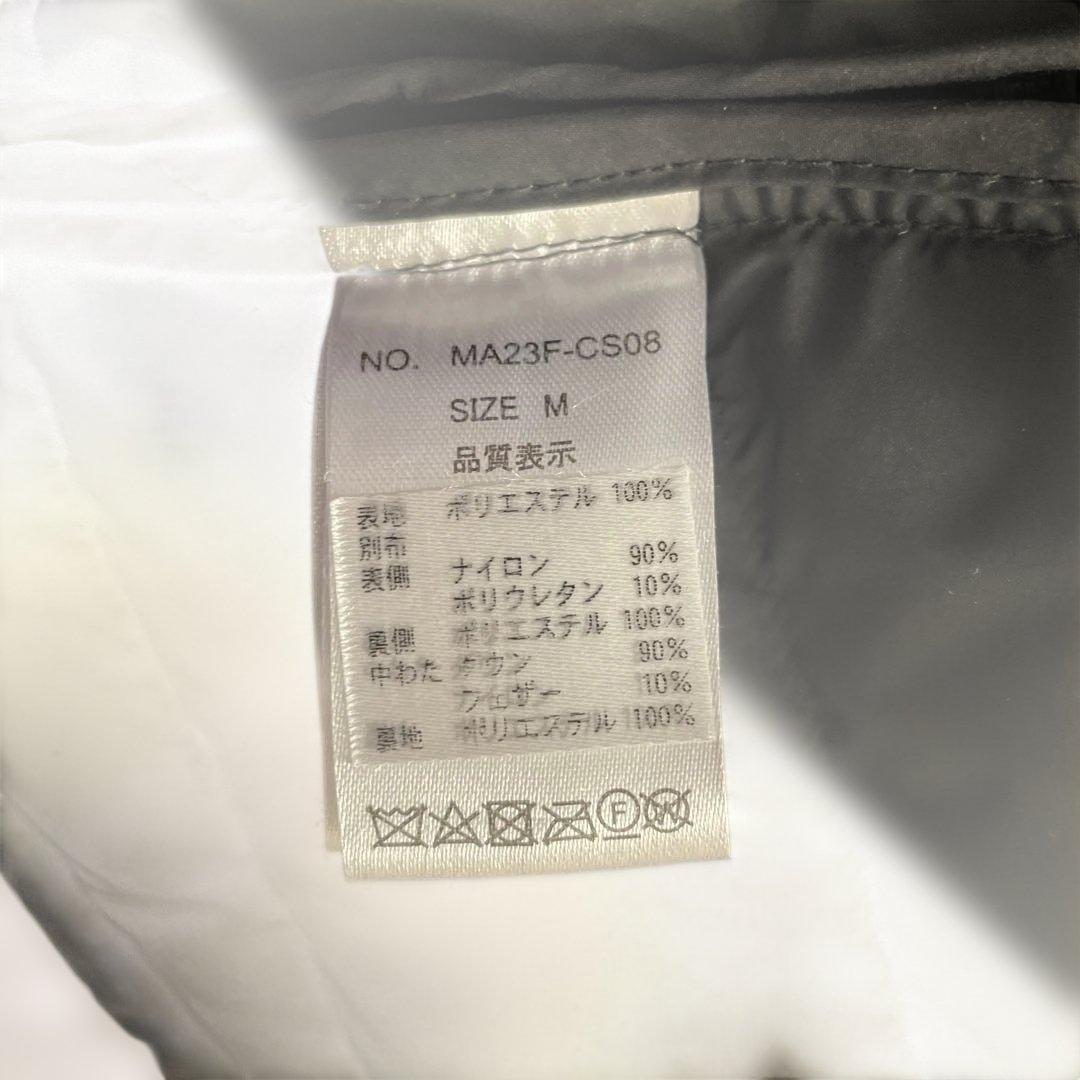 NO. MA23F-CS08
SIZE M
品質表示
表地 ポリエステル 100%
別布
表側 ナイロン 90%
ポリウレタン 10%
裏側 ポリエステル 100%
中わた ダウン 90%
フェザー 10%
裏地 ポリエステル 100%
F W